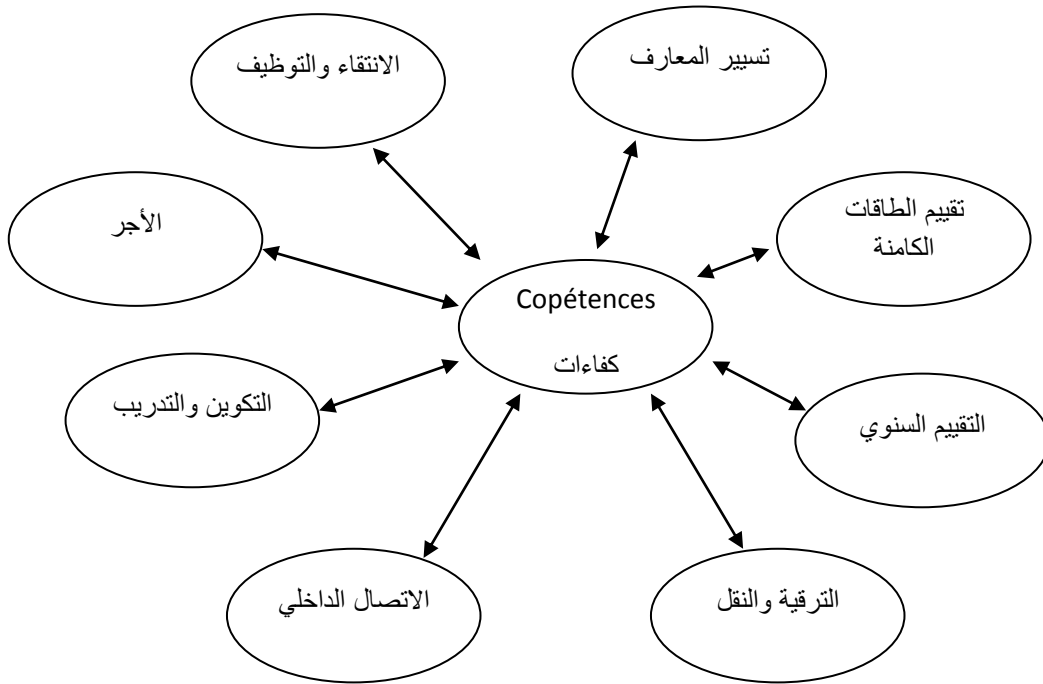 تسيير المعارف
الانتقاء والتوظيف
تقييم الطاقات
الكامنة
الأجر
Copétences
كفاءات
التكوين والتدريب
التقييم السنوي
الاتصال الداخلي
الترقية والنقل